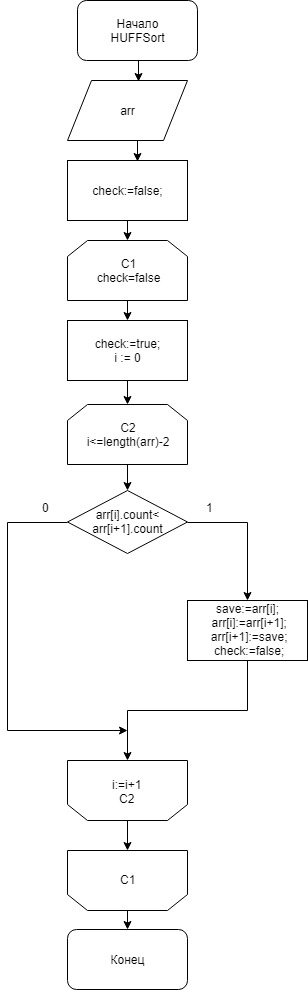 Начало
HUFFSort
arr
check:=false;
C1
check=false
check:=true;
i := 0
C2
i<=length(arr)-2
arr[i].count<
arr[i+1].count
0
1
save:=arr[i];
arr[i]:=arr[i+1];
arr[i+1]:=save;
check:=false;
i:=i+1
C2
C1
Конец